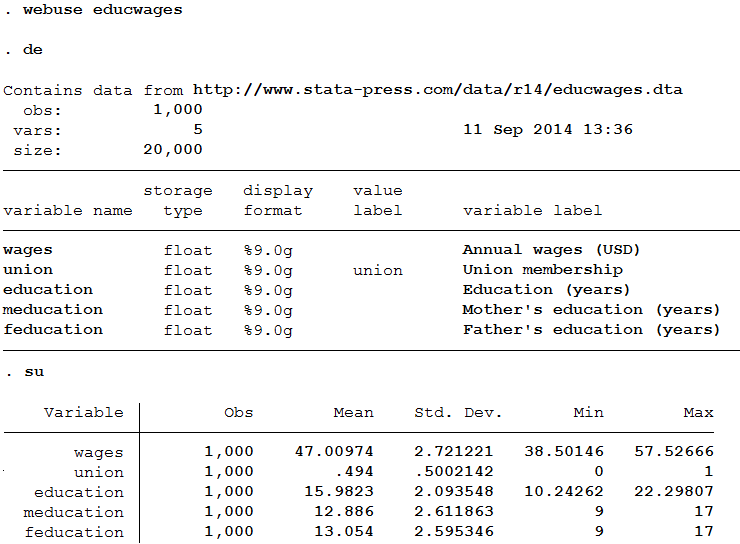 . webuse educwages
. de
Contains data from http://www.stata-press.com/data/r14/educwages.dta
obs: 1,000
vars: 5 11 Sep 2014 13:36
size: 20,000
storage display value
variable name type format label variable label
wages float %9.0g Annual wages (USD)
union float %9.0g union Union membership
education float %9.0g Education (years)
meducation float %9.0g Mother's education (years)
feducation float %9.0g Father's education (years)
. su
Variable Obs Mean Std. Dev. Min Max
wages 1,000 47.00974 2.721221 38.50146 57.52666
union 1,000 .494 .5002142 0 1
education 1,000 15.9823 2.093548 10.24262 22.29807
meducation 1,000 12.886 2.611863 9 17
feducation 1,000 13.054 2.595346 9 17